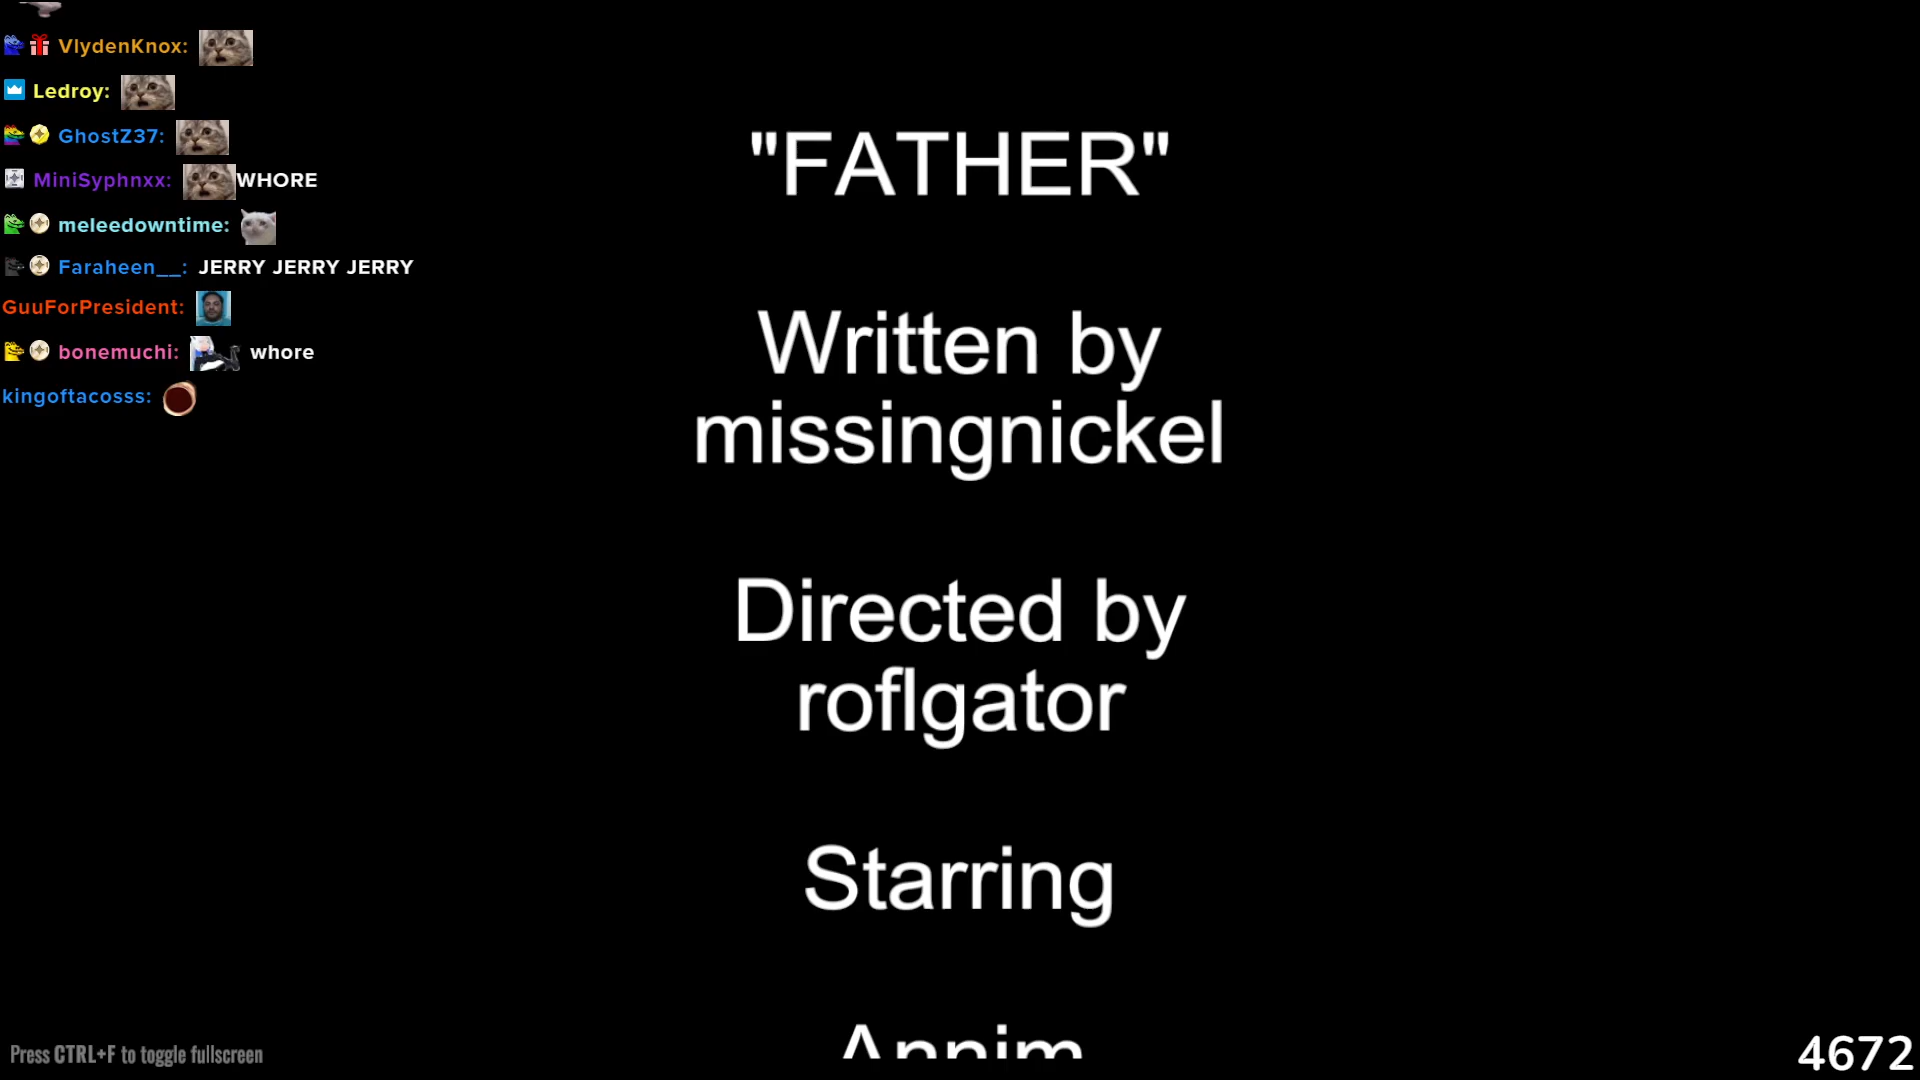 VlydenKnox:
Ledroy:
GhostZ37:
MiniSyphnxx: WHORE
meleedowntime:
Faraheen__: JERRY JERRY JERRY
GuuForPresident:
bonemuchi: whore
kingoftacosss:
"FATHER"
Written by
missingnickel
Directed by
roflgator
Starring
Press CTRL+F to toggle fullscreen
4672